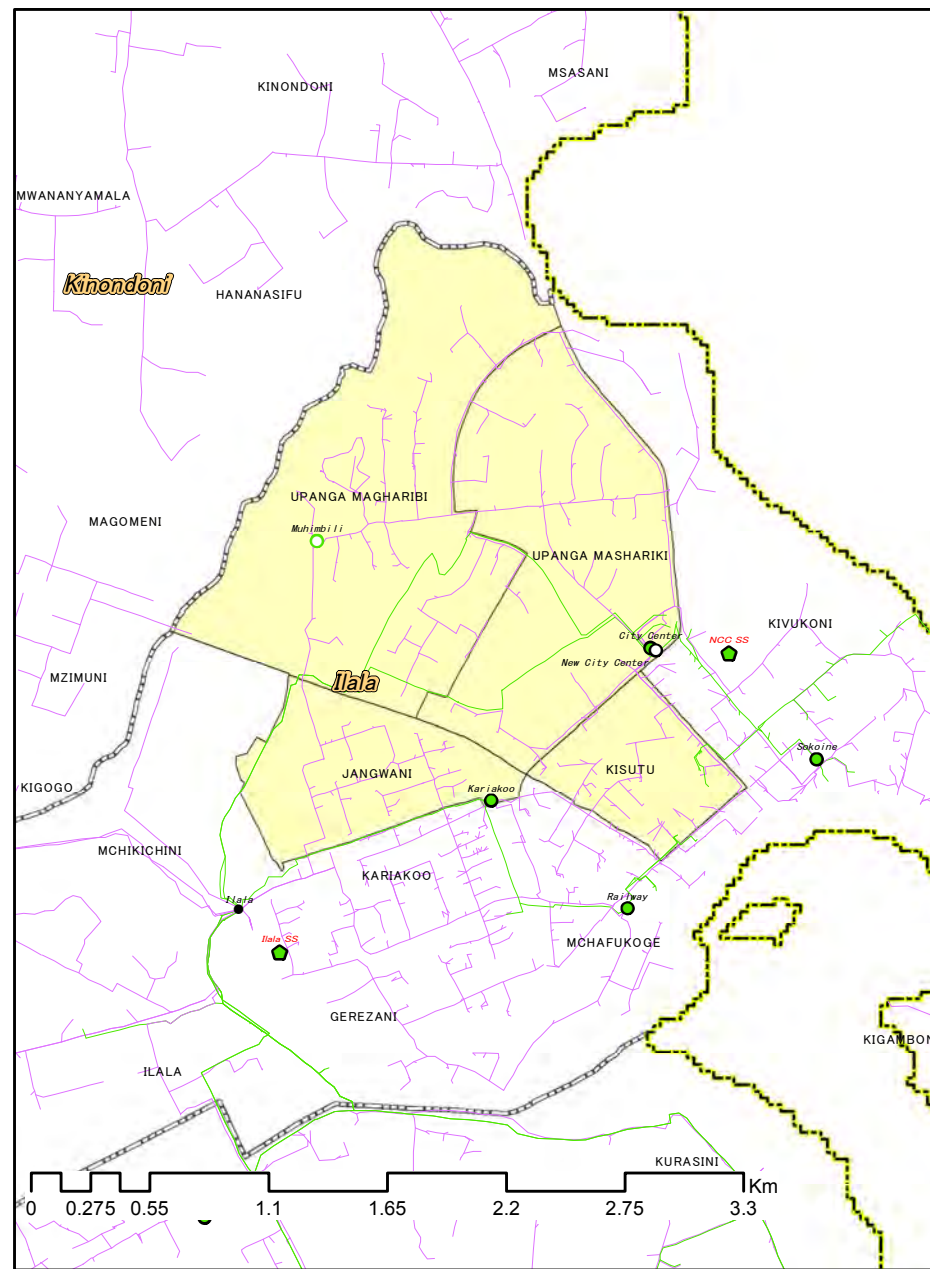 MSASANI
KINONDONI
MWANANYAMALA
Kinondoni
HANANASIFU
UPANGA MAGHARIBI
MAGOMENI
Muhimbili
UPANGA MASHARIKI
KIVUKONI
City Center
NCC SS
New City Center
MZIMUNI
Ilala
Sokoine
JANGWANI
KISUTU
KIGOGO
Kariakoo
MCHIKICHINI
KARIAKOO
Ilala
Railway
Ilala SS
MCHAFUKOGE
GEREZANI
KIGAMBON
ILALA
KURASINI
Km
0 0.275 0.55 1.1 1.65 2.2 2.75 3.3